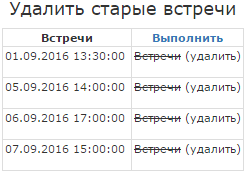 Удалить старые встречи
Встречи Выполнить
01.09.2016 13:30:00 Встречи (удалить)
05.09.2016 14:00:00 Встречи (удалить)
06.09.2016 17:00:00 Встречи (удалить)
07.09.2016 15:00:00 Встречи (удалить)